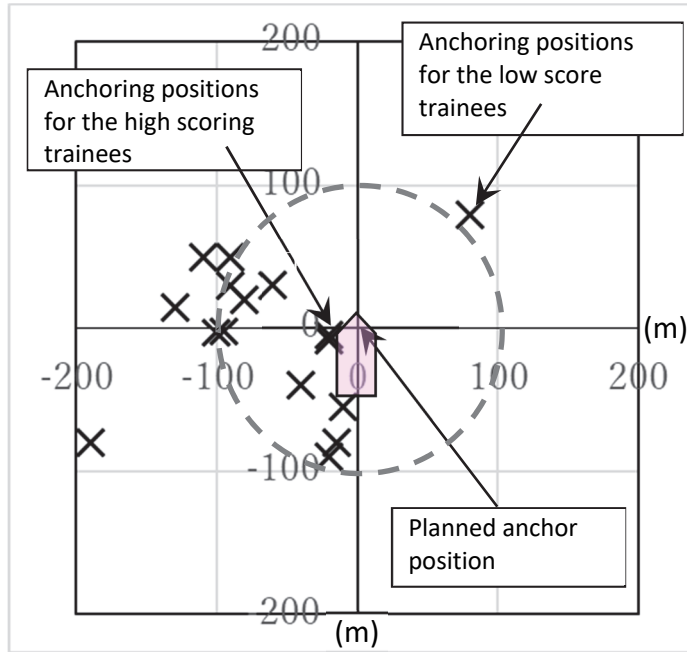 200
Anchoring positions
for the low score
trainees
Anchoring positions
for the high scoring
trainees
100
0
(m)
-200
-100
0
100
200
-100
Planned anchor
position
-200
(m)